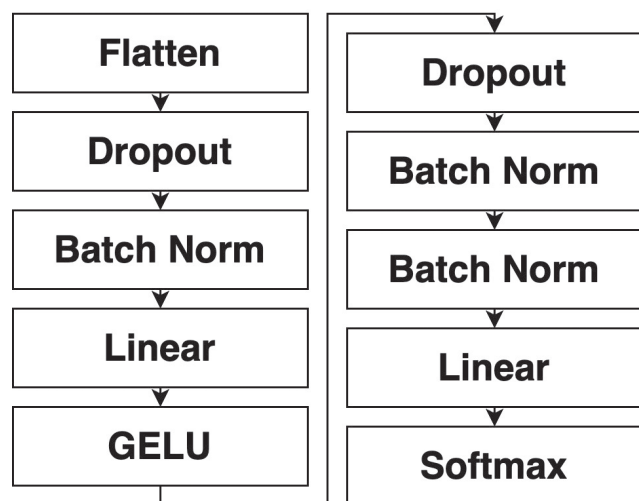 Flatten
Dropout
Batch Norm
Linear
GELU
Dropout
Batch Norm
Batch Norm
Linear
Softmax